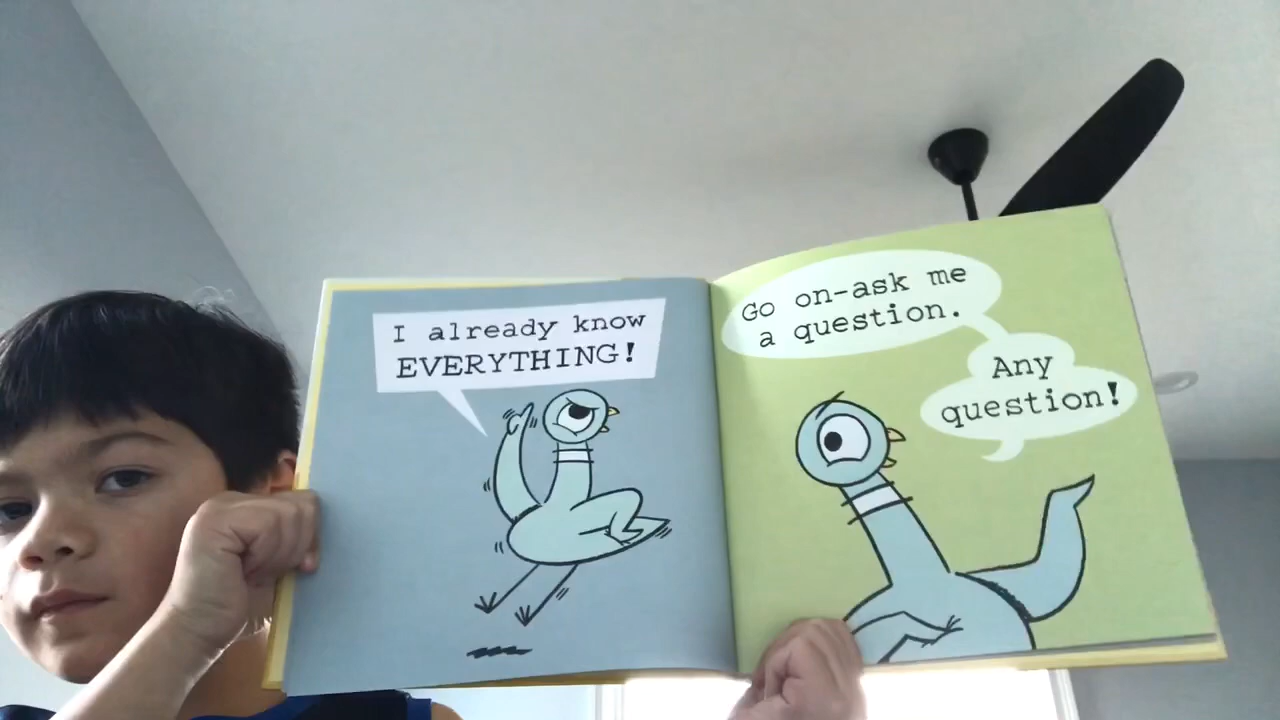 I already know
EVERYTHING!
Go on-ask me
a question.
Any
question!